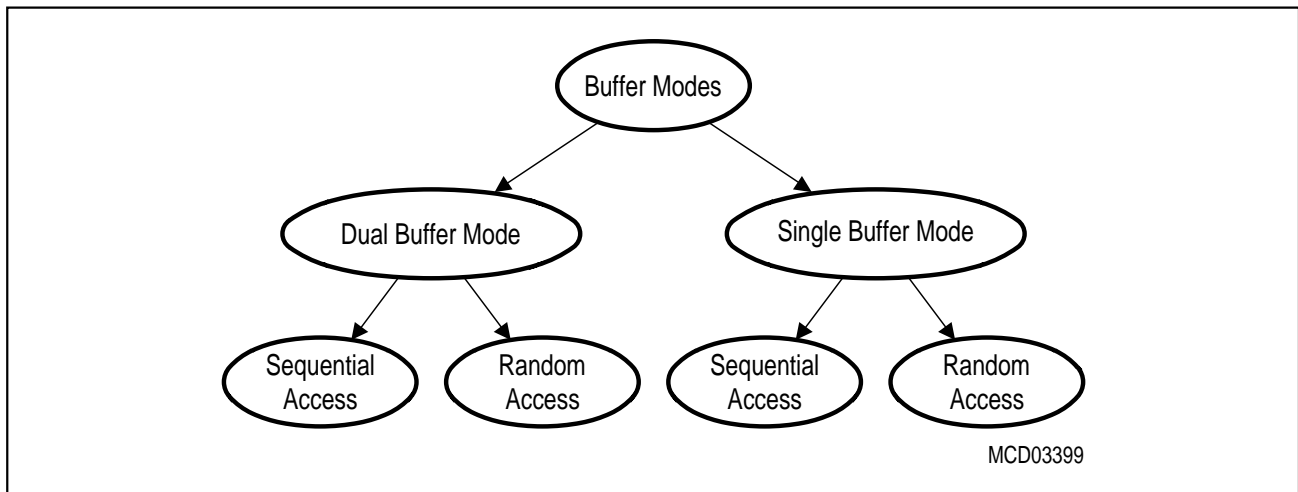 Buffer Modes
Dual Buffer Mode
Single Buffer Mode
Sequential
Access
Random
Access
Sequential
Access
Random
Access
MCD03399